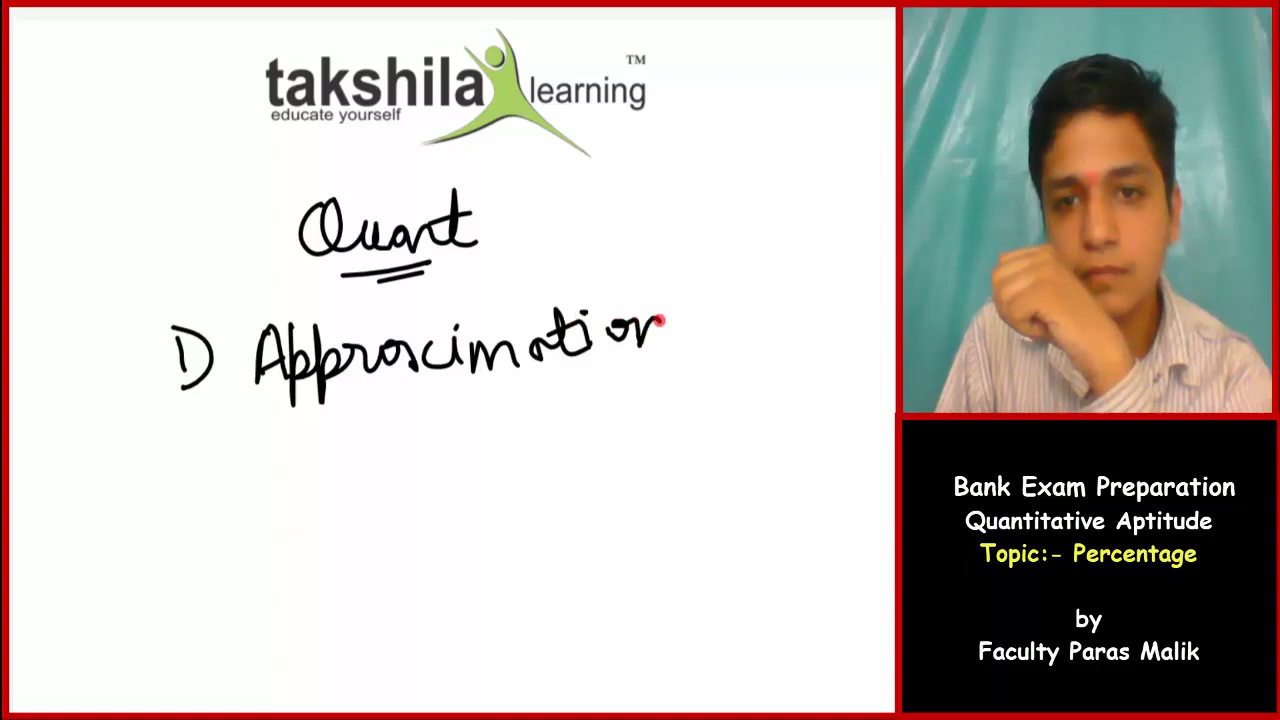 takshila learning TM
educate yourself
Quant
1) Approximation
Bank Exam Preparation
Quantitative Aptitude
Topic:- Percentage
by
Faculty Paras Malik